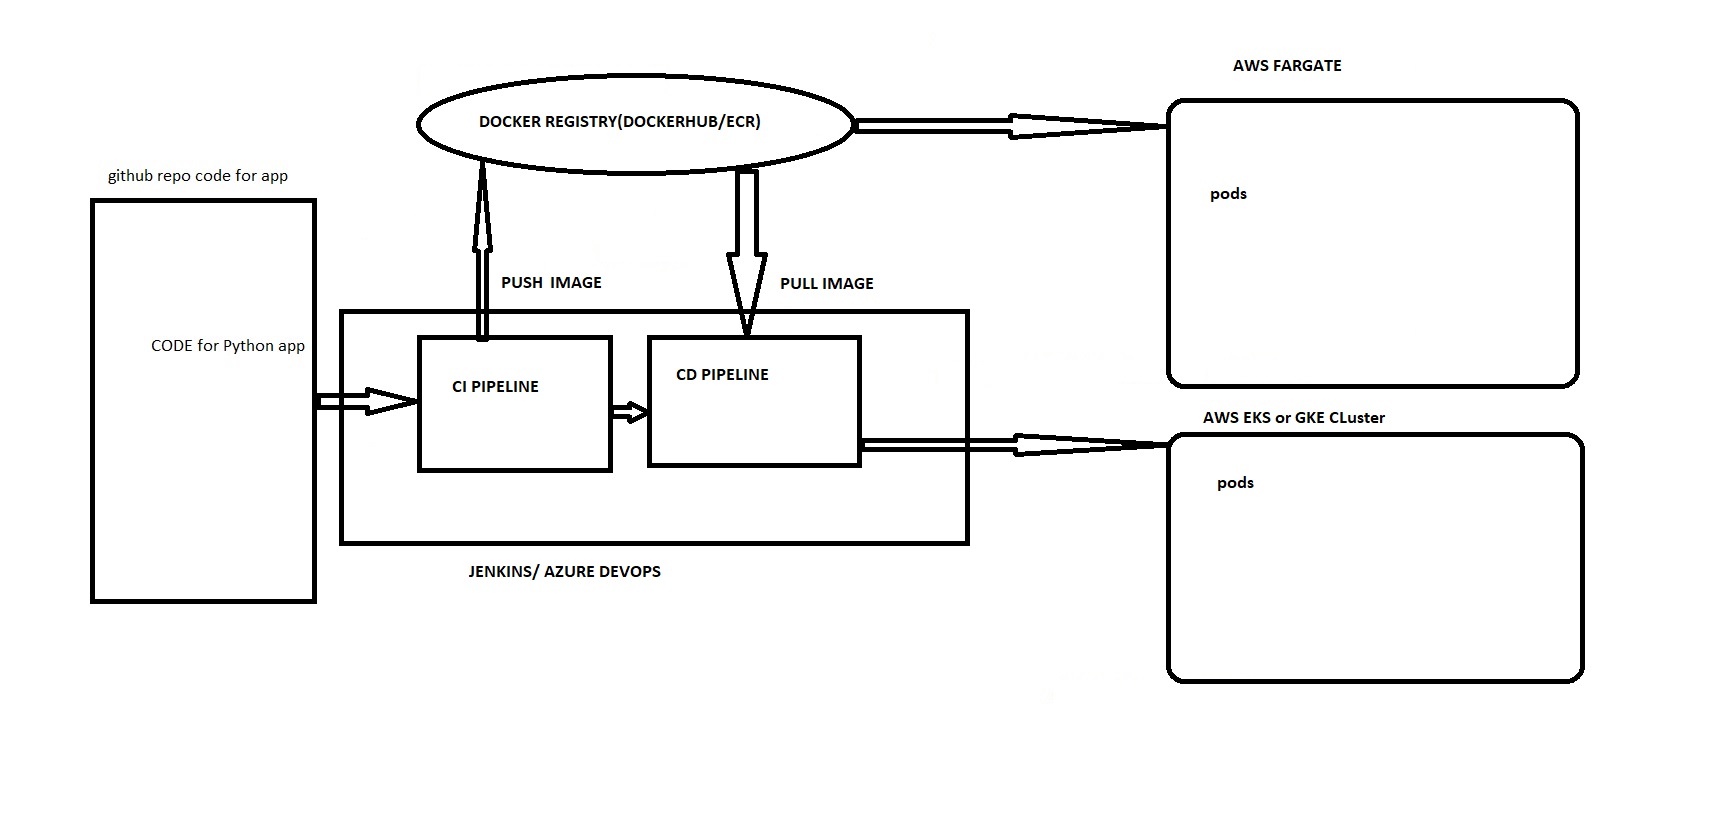 AWS FARGATE
DOCKER REGISTRY(DOCKERHUB/ECR)
github repo code for app
pods
PUSH IMAGE
PULL IMAGE
CODE for Python app
CI PIPELINE
CD PIPELINE
AWS EKS or GKE CLuster
pods
JENKINS/ AZURE DEVOPS